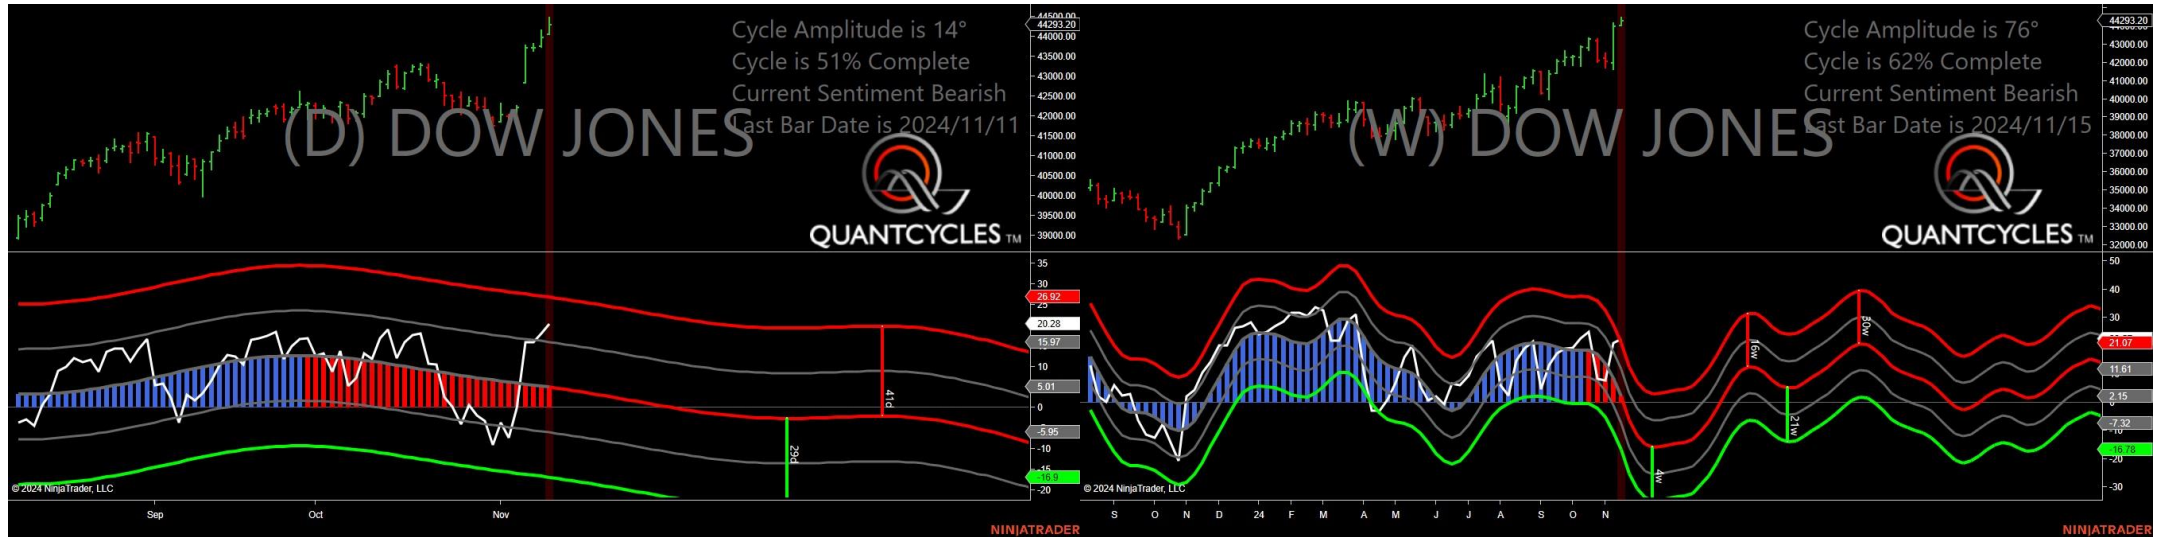 Cycle Amplitude is 14°
Cycle is 51% Complete
Current Sentiment Bearish
Last Bar Date is 2024/11/11
(D) DOW JONES
QUANTCYCLES TM
44500.00
44293.20
44000.00
43500.00
43000.00
42500.00
42000.00
41500.00
41000.00
40500.00
40000.00
39500.00
39000.00
35
30
26.92
25
20.28
15.97
10
5.01
0
-5.95
-10
-15
-16.9
-20
41d
29d
© 2024 NinjaTrader, LLC
Sep Oct Nov
NINJATRADER
Cycle Amplitude is 76°
Cycle is 62% Complete
Current Sentiment Bearish
Last Bar Date is 2024/11/15
(W) DOW JONES
QUANTCYCLES TM
44293.20
43000.00
42000.00
41000.00
40000.00
39000.00
38000.00
37000.00
36000.00
35000.00
34000.00
33000.00
32000.00
50
40
30
21.07
11.61
2.15
-7.32
-10
-16.78
-20
-30
16w
30w
21w
4w
© 2024 NinjaTrader, LLC
S O N D 24 F M A M J J A S O N
NINJATRADER